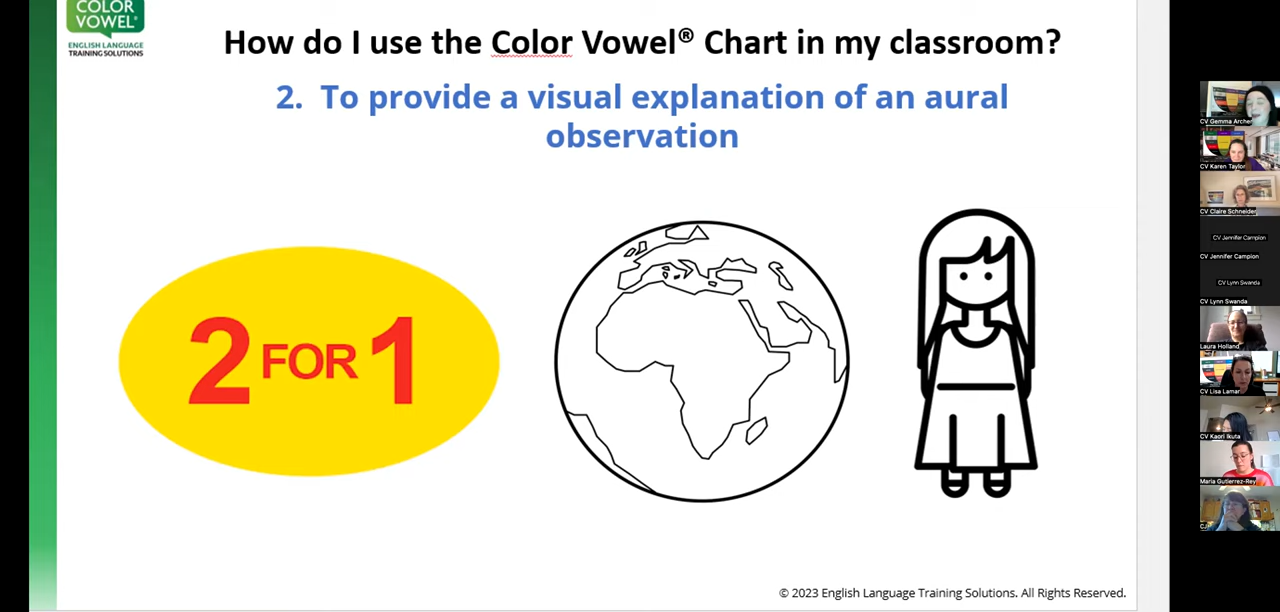 COLOR
VOWEL®
ENGLISH LANGUAGE
TRAINING SOLUTIONS
How do I use the Color Vowel® Chart in my classroom?
2. To provide a visual explanation of an aural
observation
2 FOR 1
© 2023 English Language Training Solutions. All Rights Reserved.
CV Gemma Archer
CV Karen Taylor
CV Claire Schneider
CV Jennifer Campion
CV Jennifer Campion
CV Lynn Swanda
CV Lynn Swanda
Laura Holland
CV Lisa Lamar
CV Kaori Ikuta
Maria Gutierrez-Rey